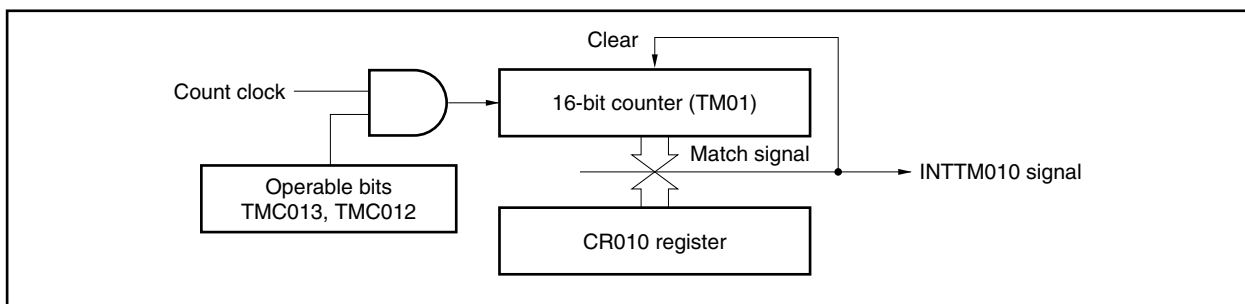 Clear
Count clock
16-bit counter (TM01)
Match signal
INTTM010 signal
Operable bits
TMC013, TMC012
CR010 register